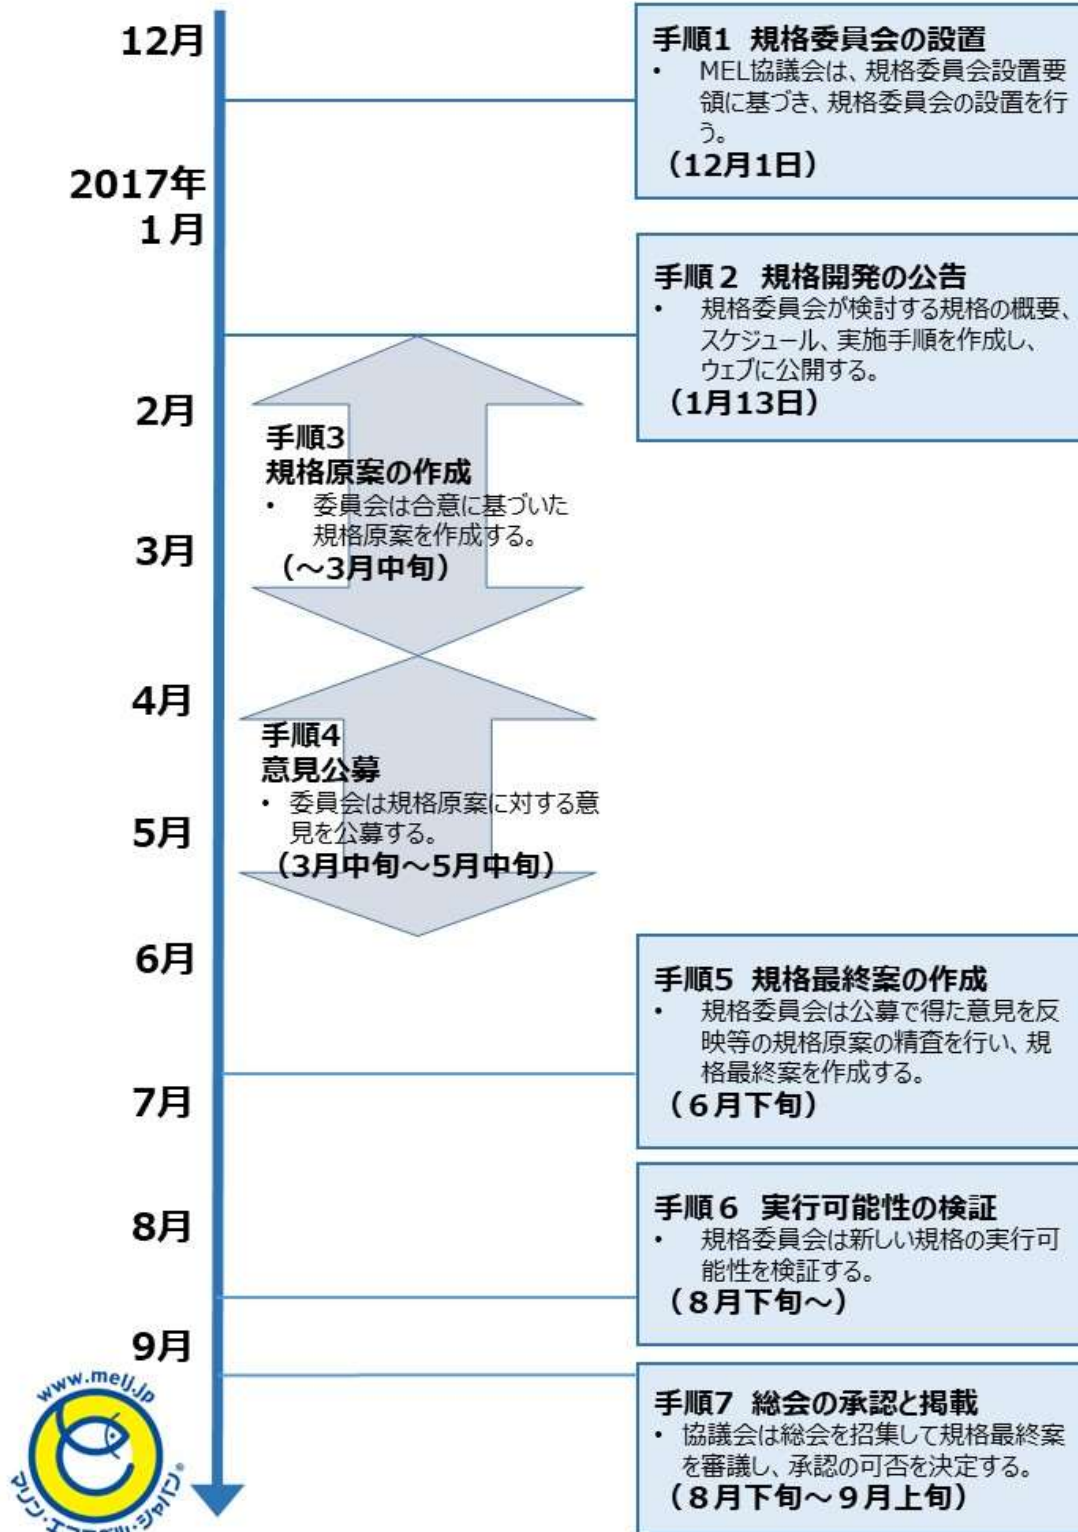 12月
手順1 規格委員会の設置
• MEL協議会は、規格委員会設置要
領に基づき、規格委員会の設置を行
う。
（12月1日）
2017年
1月
手順２ 規格開発の公告
• 規格委員会が検討する規格の概要、
スケジュール、実施手順を作成し、
ウェブに公開する。
（1月13日）
2月
手順3
規格原案の作成
• 委員会は合意に基づいた
規格原案を作成する。
（～3月中旬）
3月
4月
手順4
意見公募
• 委員会は規格原案に対する意
見を公募する。
（3月中旬～5月中旬）
5月
6月
手順5 規格最終案の作成
• 規格委員会は公募で得た意見を反
映等の規格原案の精査を行い、規
格最終案を作成する。
（６月下旬）
7月
手順６ 実行可能性の検証
• 規格委員会は新しい規格の実行可
能性を検証する。
（８月下旬～）
8月
9月
手順7 総会の承認と掲載
• 協議会は総会を招集して規格最終案
を審議し、承認の可否を決定する。
（８月下旬～９月上旬）
www.melj.jp
マリン・エコラベル・ジャパン®